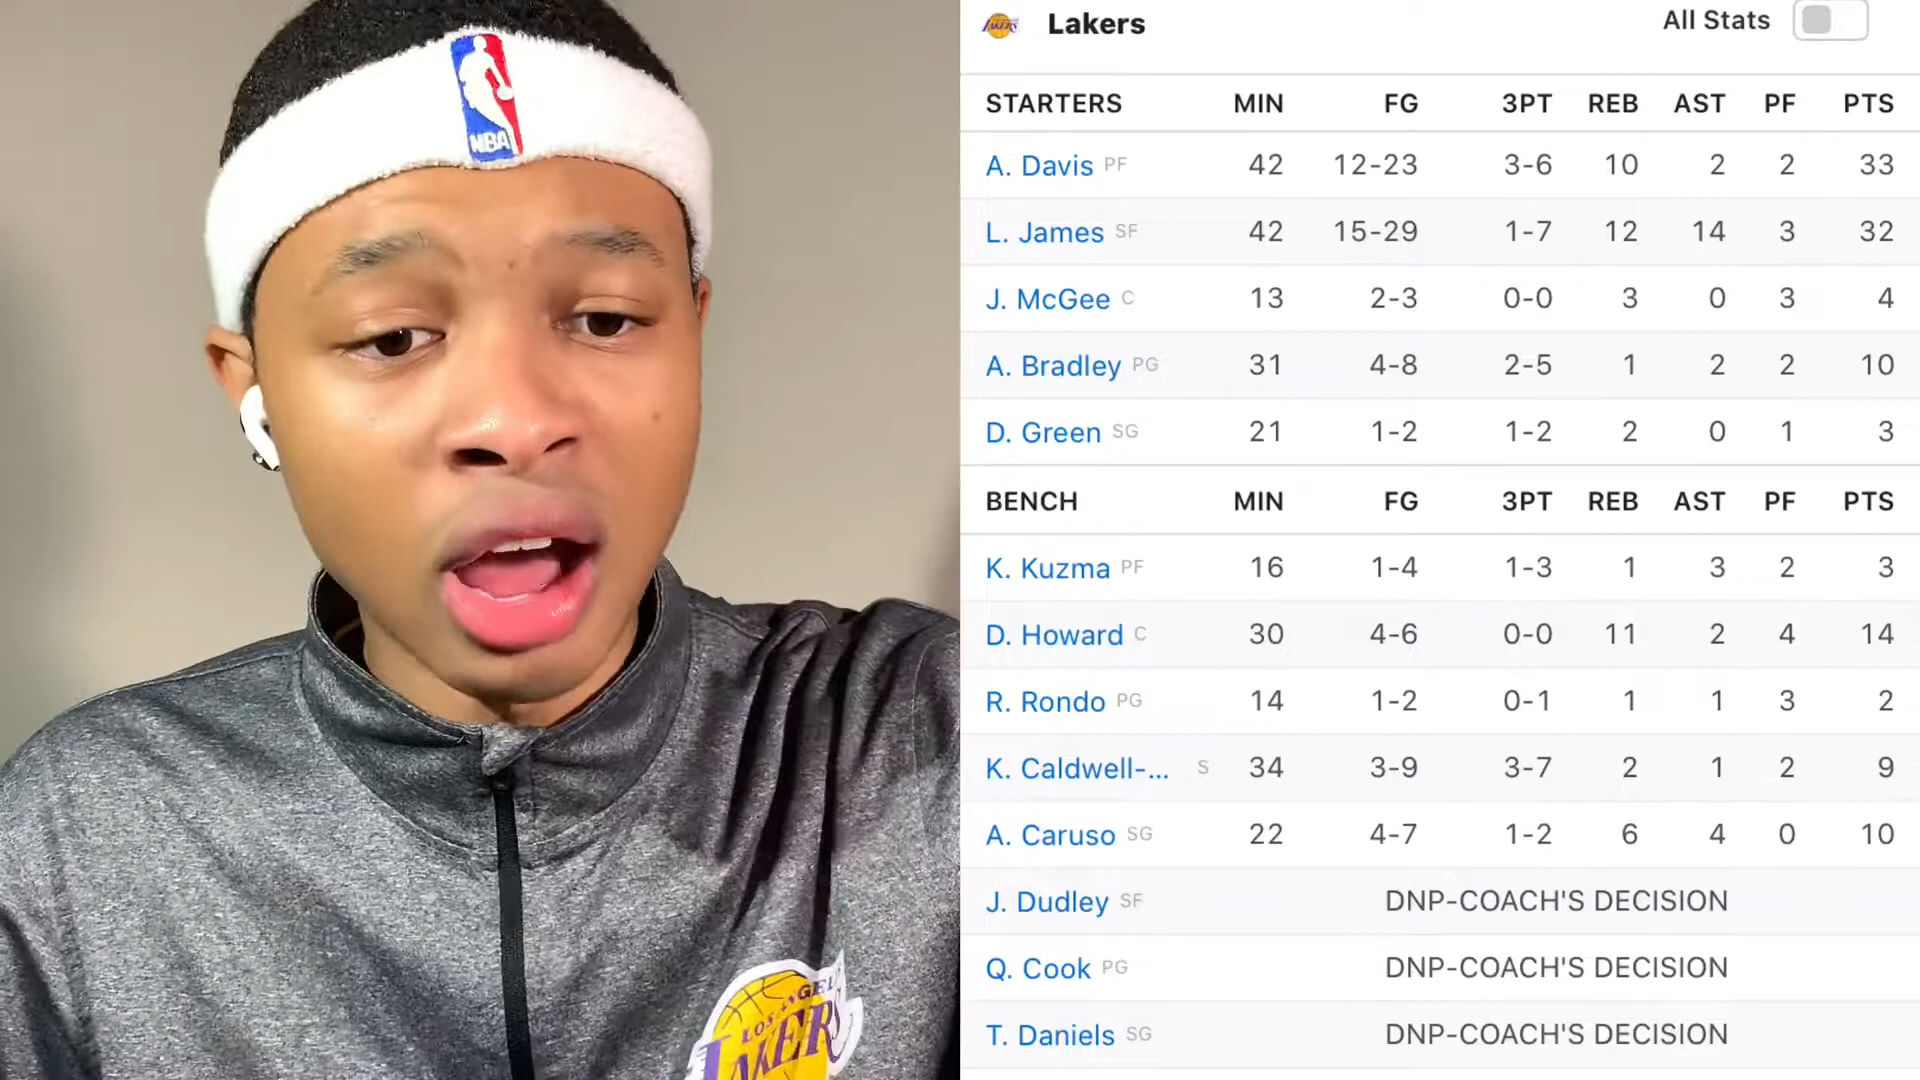 NBA
LOS ANGEL
LAKERS
LAKERS
Lakers
All Stats
STARTERS MIN FG 3PT REB AST PF PTS
A. Davis PF 42 12-23 3-6 10 2 2 33
L. James SF 42 15-29 1-7 12 14 3 32
J. McGee C 13 2-3 0-0 3 0 3 4
A. Bradley PG 31 4-8 2-5 1 2 2 10
D. Green SG 21 1-2 1-2 2 0 1 3
BENCH MIN FG 3PT REB AST PF PTS
K. Kuzma PF 16 1-4 1-3 1 3 2 3
D. Howard C 30 4-6 0-0 11 2 4 14
R. Rondo PG 14 1-2 0-1 1 1 3 2
K. Caldwell-... S 34 3-9 3-7 2 1 2 9
A. Caruso SG 22 4-7 1-2 6 4 0 10
J. Dudley SF DNP-COACH'S DECISION
Q. Cook PG DNP-COACH'S DECISION
T. Daniels SG DNP-COACH'S DECISION